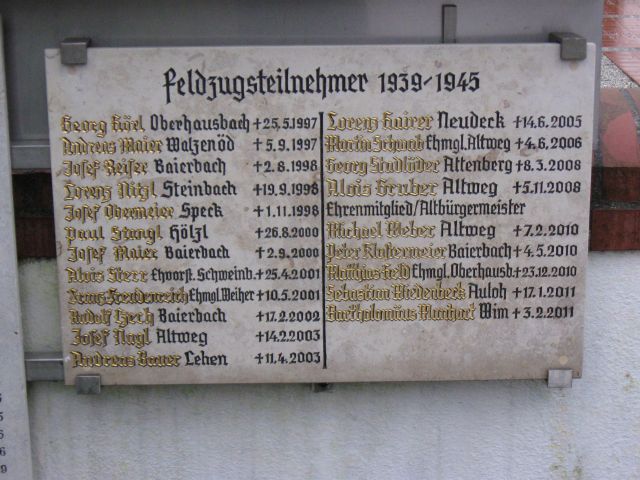 Feldzugsteilnehmer 1939-1945
Georg Oberhausbach +25.5.1997
Andreas Maier Walzenöd +5.9.1997
Josef Reiser Baierbach +2.8.1998
Lorenz Nitzl Steinbach +19.9.1998
Josef Obermeier Speck +1.11.1998
Paul Stangl Hölzl +26.8.2000
Josef Maier Baierbach +2.9.2000
Alois Sterr Ehvorst. Schweinb. +25.4.2001
Franz Freudenreich Ehmgl. Weiher +10.5.2001
Rudolf Baierbach +17.2.2002
Josef Nagl Altweg +14.2.2003
Andreas Bauer Lehen +11.4.2003
Lorenz Neudeck +14.6.2005
Martin Schwab Ehmgl. Altweg +4.6.2006
Georg Stadlöder Attenberg +8.3.2008
Alois Gruber Altweg +5.11.2008
Ehrenmitglied/Altbürgermeister
Michael Weber Altweg +7.2.2010
Peter Klostermeier Baierbach +4.5.2010
Matthias Held Ehmgl. Oberhausb. +23.12.2010
Sebastian Wiedenbeck Auloh +17.1.2011
Bartholomäus Wim +3.2.2011